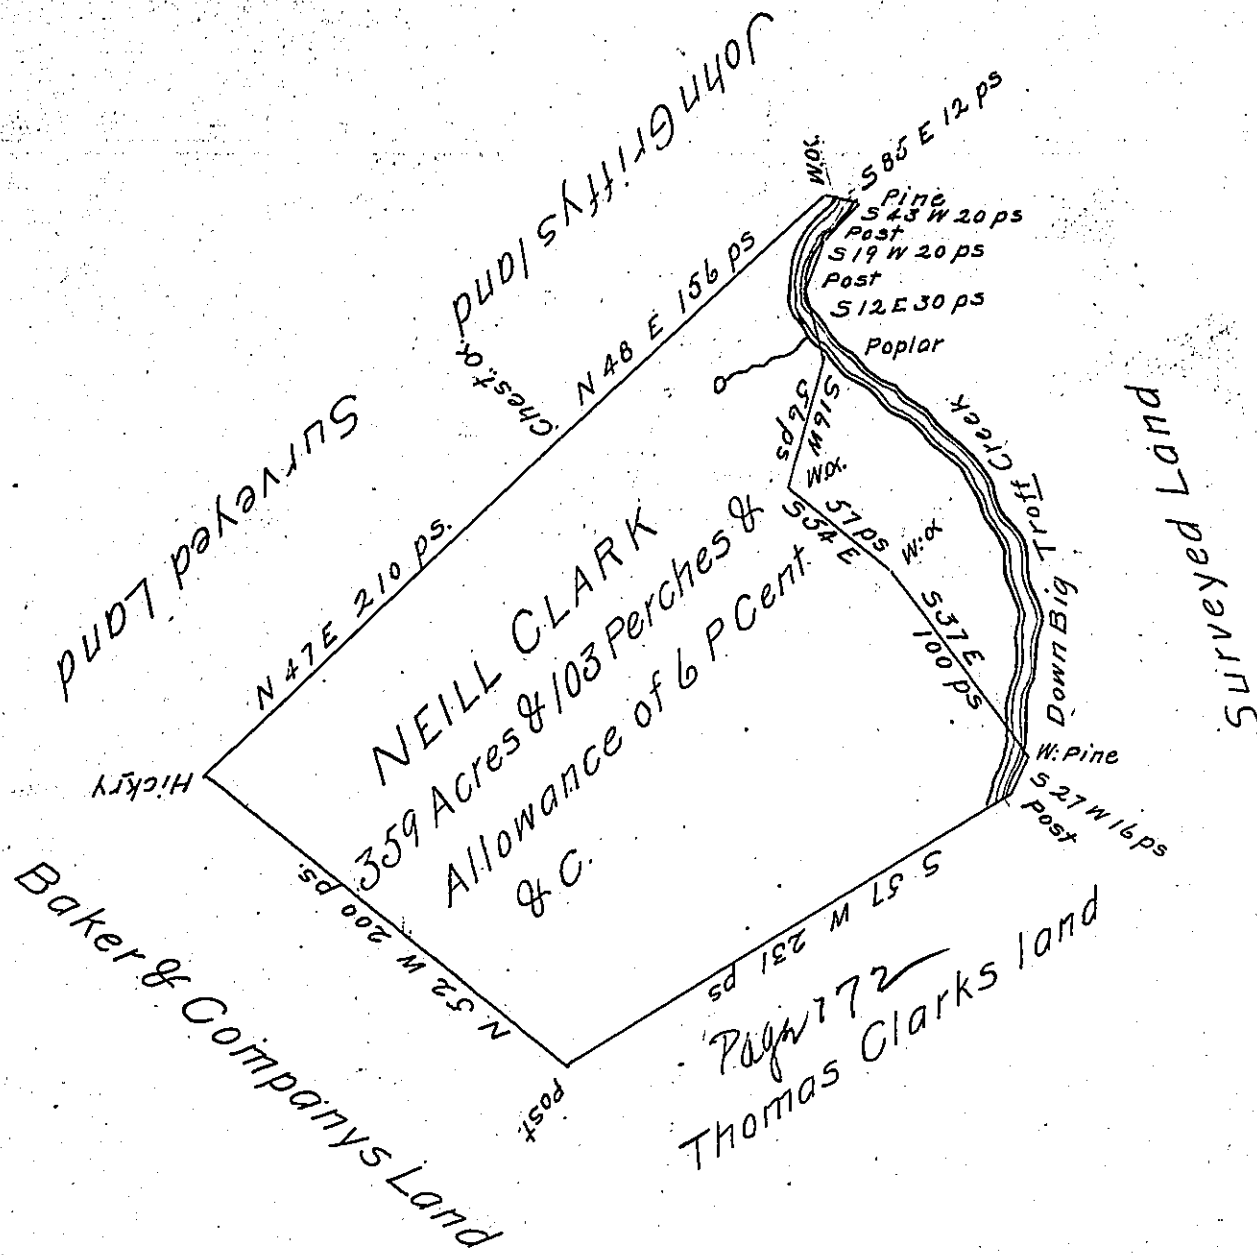 John Griffys land
Surveyed Land
W.O.
S 85 E 12 ps
Pine
S 43 W 20 ps
Post
S 19 W 20 ps
Post
S 12 E 30 ps
Poplar
N 48 E 156 ps
Chest. O.
N 47 E 210 ps.
Hickry
S 16 W
56 ps
W.O.
S 54 E
57 ps
W:O
S 37 E
100 ps
Down Big Troff Creek
Surveyed Land
W: Pine
S 27 W 16 ps
Post
NEILL CLARK
359 Acres & 103 Perches &
Allowance of 6 P Cent.
& C.
N. 52 W 200 ps.
Baker & Companys Land
Post.
S 57 W 231 ps
Page 172
Thomas Clarks land